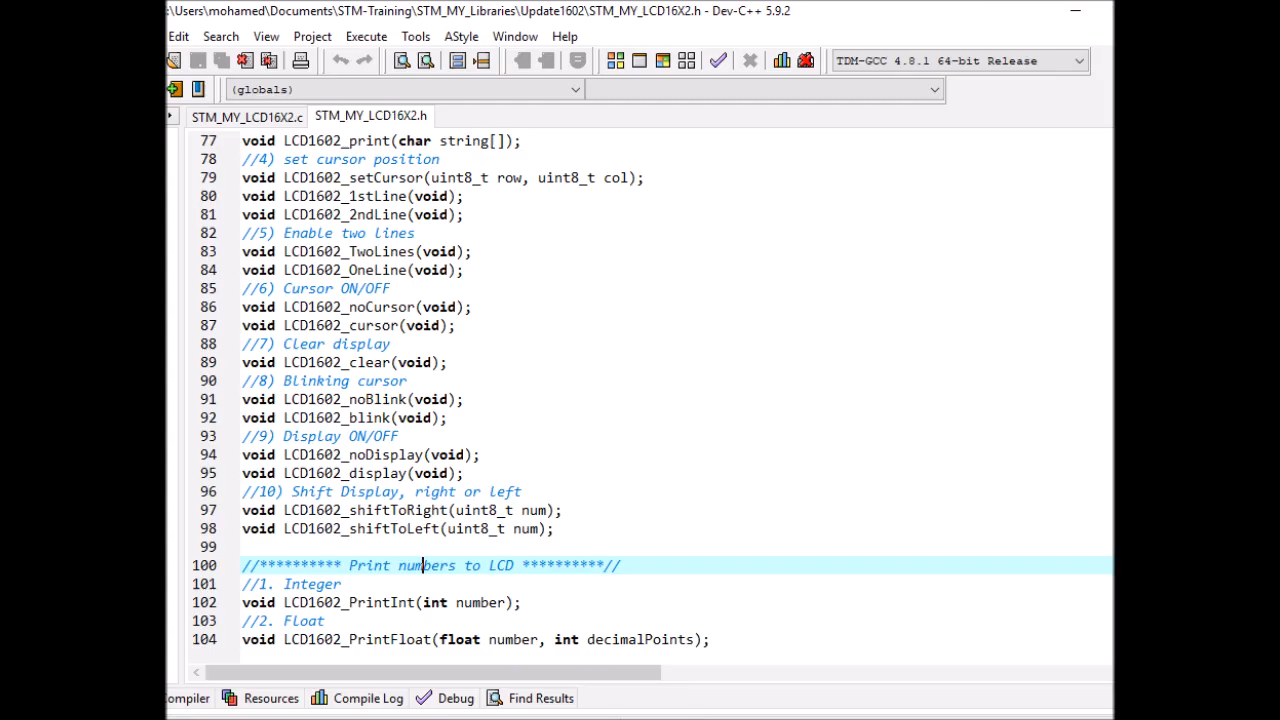 :\Users\mohamed\Documents\STM-Training\STM_MY_Libraries\Update1602\STM_MY_LCD16X2.h - Dev-C++ 5.9.2
Edit Search View Project Execute Tools AStyle Window Help
TDM-GCC 4.8.1 64-bit Release
(globals)
STM_MY_LCD16X2.c STM_MY_LCD16X2.h
77 void LCD1602_print(char string[]);
78 //4) set cursor position
79 void LCD1602_setCursor(uint8_t row, uint8_t col);
80 void LCD1602_1stLine(void);
81 void LCD1602_2ndLine(void);
82 //5) Enable two lines
83 void LCD1602_TwoLines(void);
84 void LCD1602_OneLine(void);
85 //6) Cursor ON/OFF
86 void LCD1602_noCursor(void);
87 void LCD1602_cursor(void);
88 //7) Clear display
89 void LCD1602_clear(void);
90 //8) Blinking cursor
91 void LCD1602_noBlink(void);
92 void LCD1602_blink(void);
93 //9) Display ON/OFF
94 void LCD1602_noDisplay(void);
95 void LCD1602_display(void);
96 //10) Shift Display, right or left
97 void LCD1602_shiftToRight(uint8_t num);
98 void LCD1602_shiftToLeft(uint8_t num);
99
100 //********** Print numbers to LCD **********//
101 //1. Integer
102 void LCD1602_PrintInt(int number);
103 //2. Float
104 void LCD1602_PrintFloat(float number, int decimalPoints);
ompiler Resources Compile Log Debug Find Results